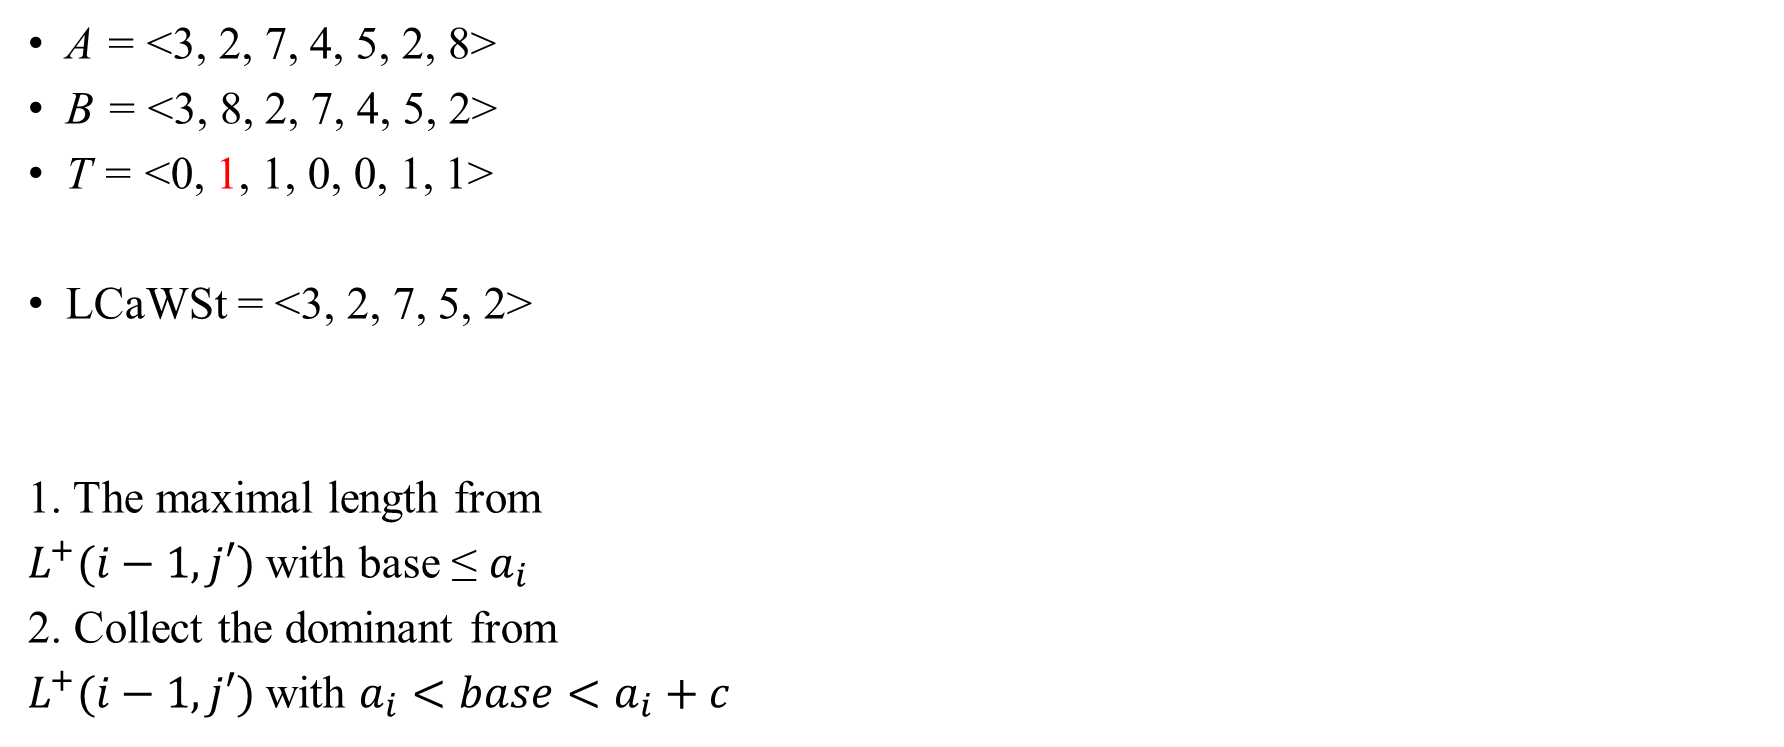 • A = <3, 2, 7, 4, 5, 2, 8>
• B = <3, 8, 2, 7, 4, 5, 2>
• T = <0, 1, 1, 0, 0, 1, 1>
• LCaWSt = <3, 2, 7, 5, 2>
1. The maximal length from
𝐿⁺(𝑖 − 1, 𝑗′) with base ≤ 𝑎ᵢ
2. Collect the dominant from
𝐿⁺(𝑖 − 1, 𝑗′) with 𝑎ᵢ < 𝑏𝑎𝑠𝑒 < 𝑎ᵢ + 𝑐